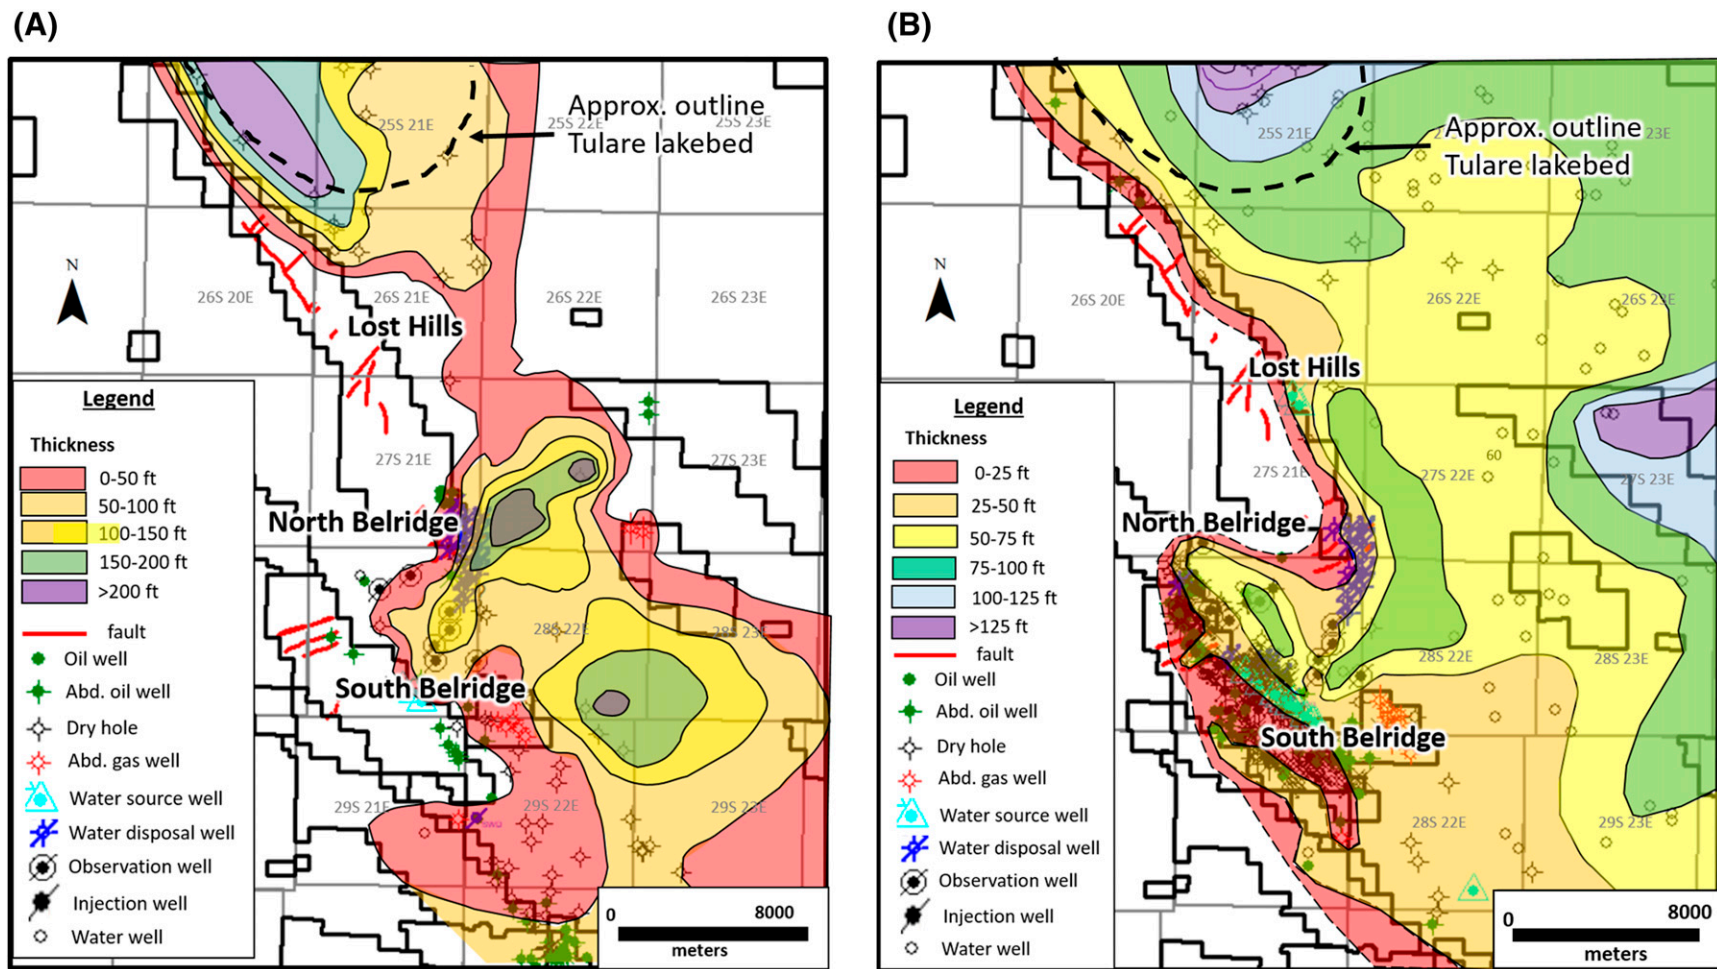 (A)
Approx. outline
Tulare lakebed
25S 21E
25S 22E
25S 23E
N
26S 20E
26S 21E
26S 22E
26S 23E
Lost Hills
27S 21E
27S 23E
North Belridge
28S 22E
28S 23E
South Belridge
29S 21E
29S 22E
29S 23E
Legend
Thickness
0-50 ft
50-100 ft
100-150 ft
150-200 ft
>200 ft
fault
Oil well
Abd. oil well
Dry hole
Abd. gas well
Water source well
Water disposal well
Observation well
Injection well
Water well
0 8000
meters
(B)
25S 21E
Approx. outline
Tulare lakebed
23E
N
26S 20E
26S 22E
26S 23E
Lost Hills
60
27S 21E
27S 22E
27S 23E
North Belridge
28S 22E
28S 23E
South Belridge
28S 22E
29S 23E
Legend
Thickness
0-25 ft
25-50 ft
50-75 ft
75-100 ft
100-125 ft
>125 ft
fault
Oil well
Abd. oil well
Dry hole
Abd. gas well
Water source well
Water disposal well
Observation well
Injection well
Water well
0 8000
meters